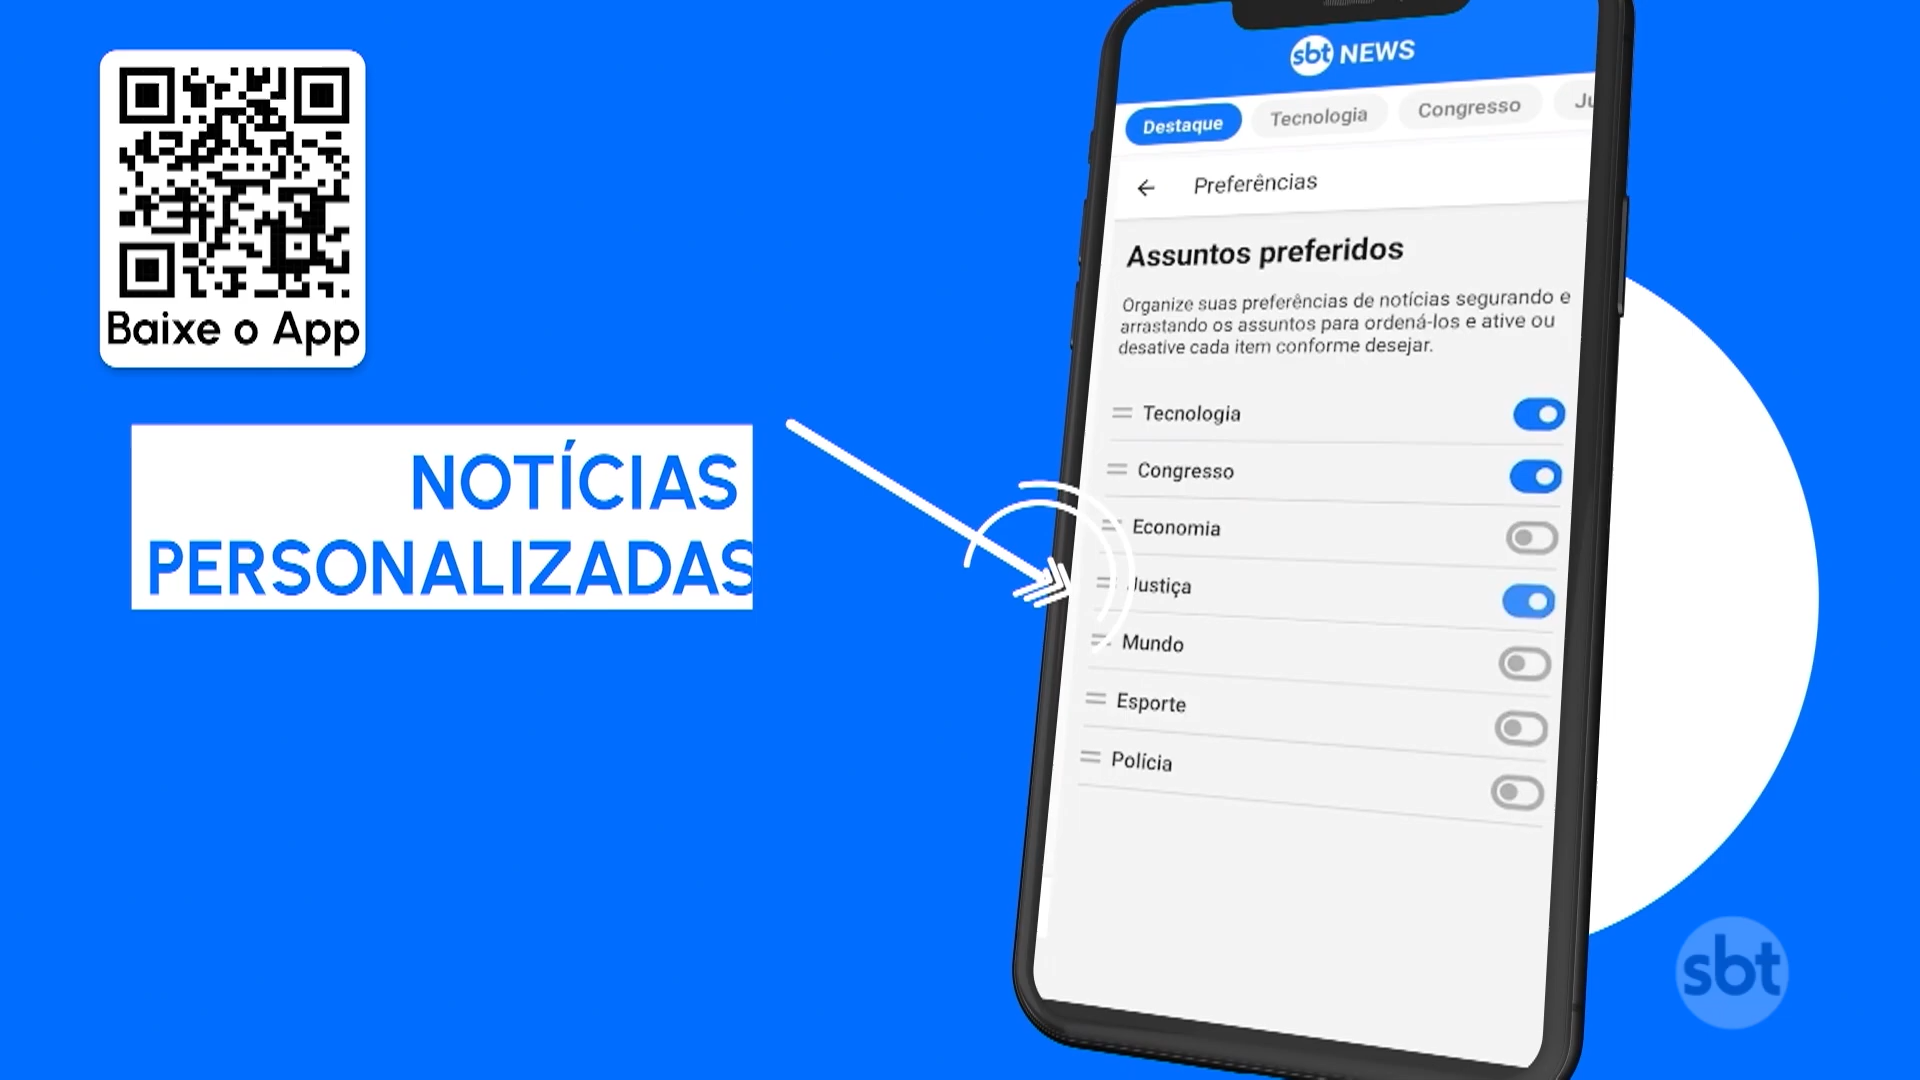 Baixe o App
NOTÍCIAS
PERSONALIZADAS
sbt NEWS
Destaque
Tecnologia
Congresso
Ju
Preferências
Assuntos preferidos
Organize suas preferências de notícias segurando e
arrastando os assuntos para ordená-los e ative ou
desative cada item conforme desejar.
Tecnologia
Congresso
Economia
Justiça
Mundo
Esporte
Polícia
sbt